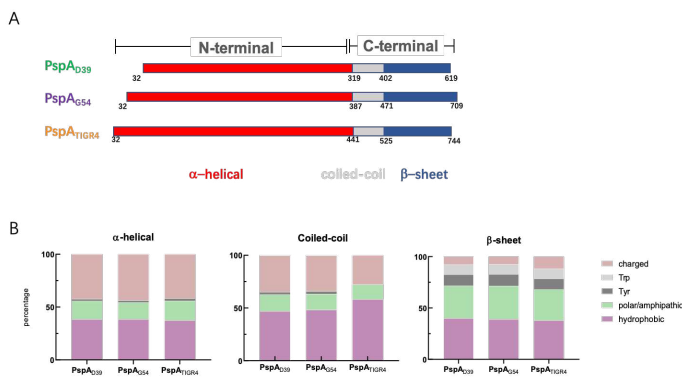 A
N-terminal C-terminal
PspAD39
32 319 402 619
PspAG54
32 387 471 709
PspATIGR4
32 441 525 744
α–helical coiled-coil β–sheet
B
α-helical Coiled-coil β-sheet
percentage
100 100 100
50 50 50
0 0 0
PspAD39 PspAG54 PspATIGR4 PspAD39 PspAG54 PspATIGR4 PspAD39 PspAG54 PspATIGR4
charged
Trp
Tyr
polar/amphipathic
hydrophobic